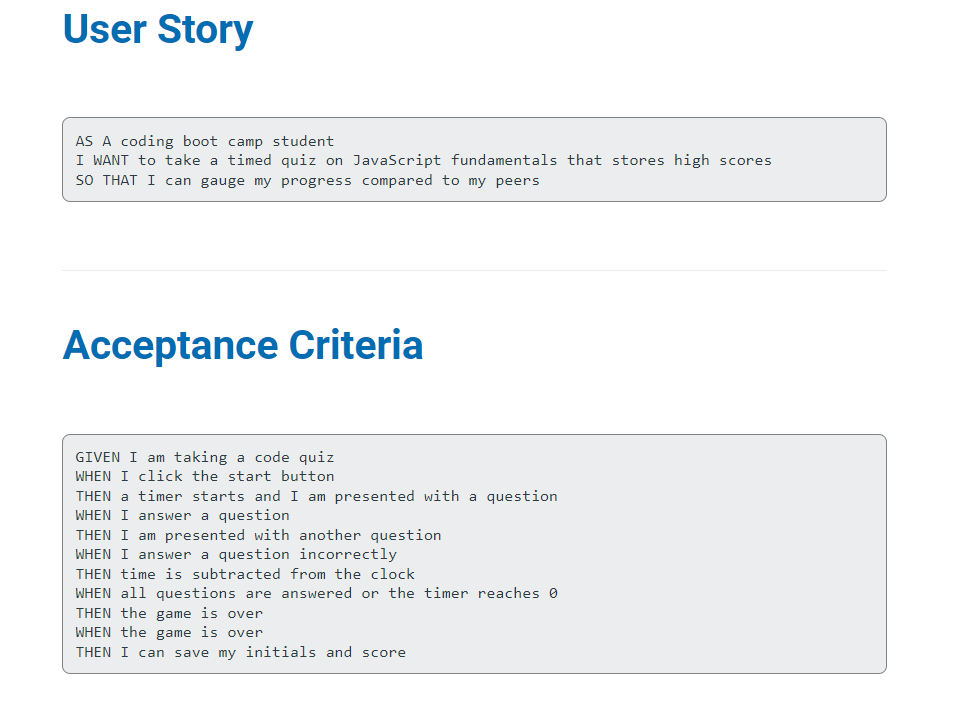 User Story
AS A coding boot camp student
I WANT to take a timed quiz on JavaScript fundamentals that stores high scores
SO THAT I can gauge my progress compared to my peers
Acceptance Criteria
GIVEN I am taking a code quiz
WHEN I click the start button
THEN a timer starts and I am presented with a question
WHEN I answer a question
THEN I am presented with another question
WHEN I answer a question incorrectly
THEN time is subtracted from the clock
WHEN all questions are answered or the timer reaches 0
THEN the game is over
WHEN the game is over
THEN I can save my initials and score